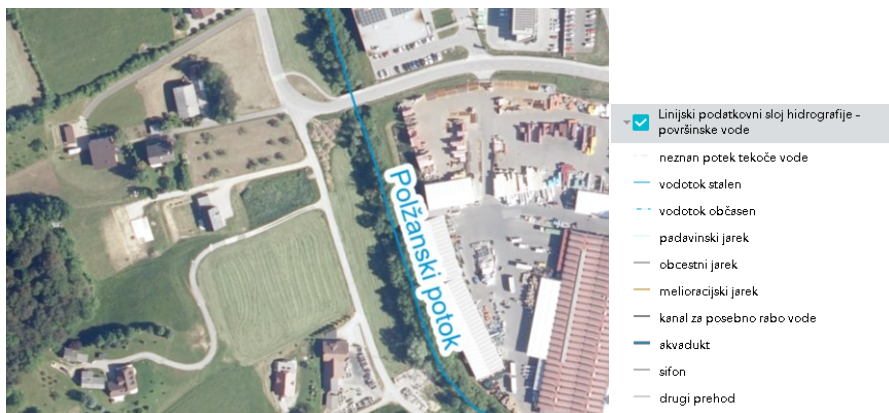 Polžanski potok
Linijski podatkovni sloj hidrografije -
površinske vode
neznan potek tekoče vode
vodotok stalen
vodotok občasen
padavinski jarek
obcestni jarek
melioracijski jarek
kanal za posebno rabo vode
akvadukt
sifon
drugi prehod